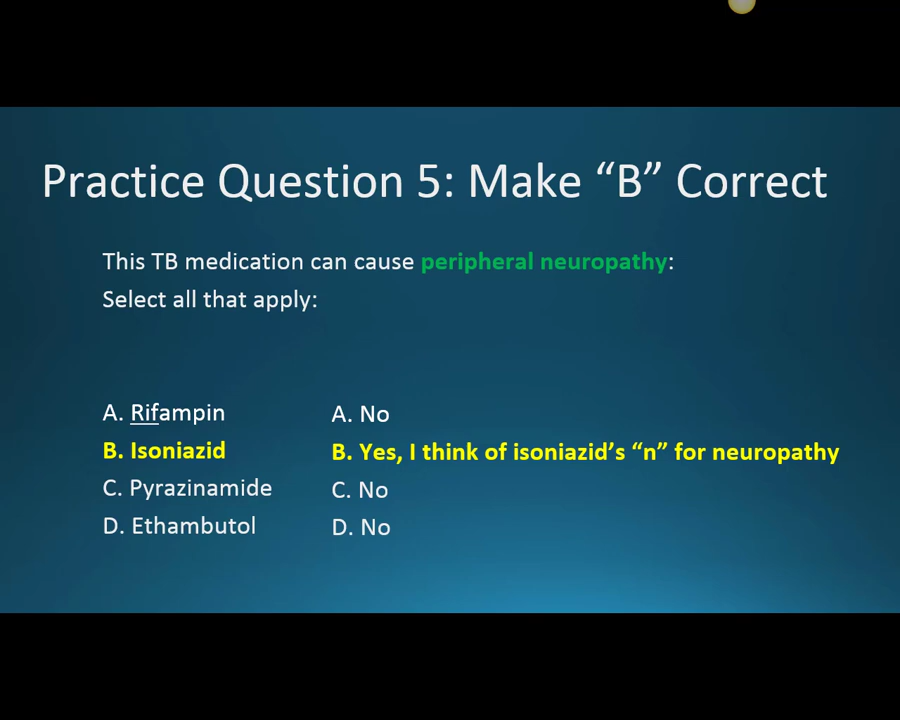 Practice Question 5: Make “B” Correct
This TB medication can cause peripheral neuropathy:
Select all that apply:
A. Rifampin
B. Isoniazid
C. Pyrazinamide
D. Ethambutol
A. No
B. Yes, I think of isoniazid’s “n” for neuropathy
C. No
D. No